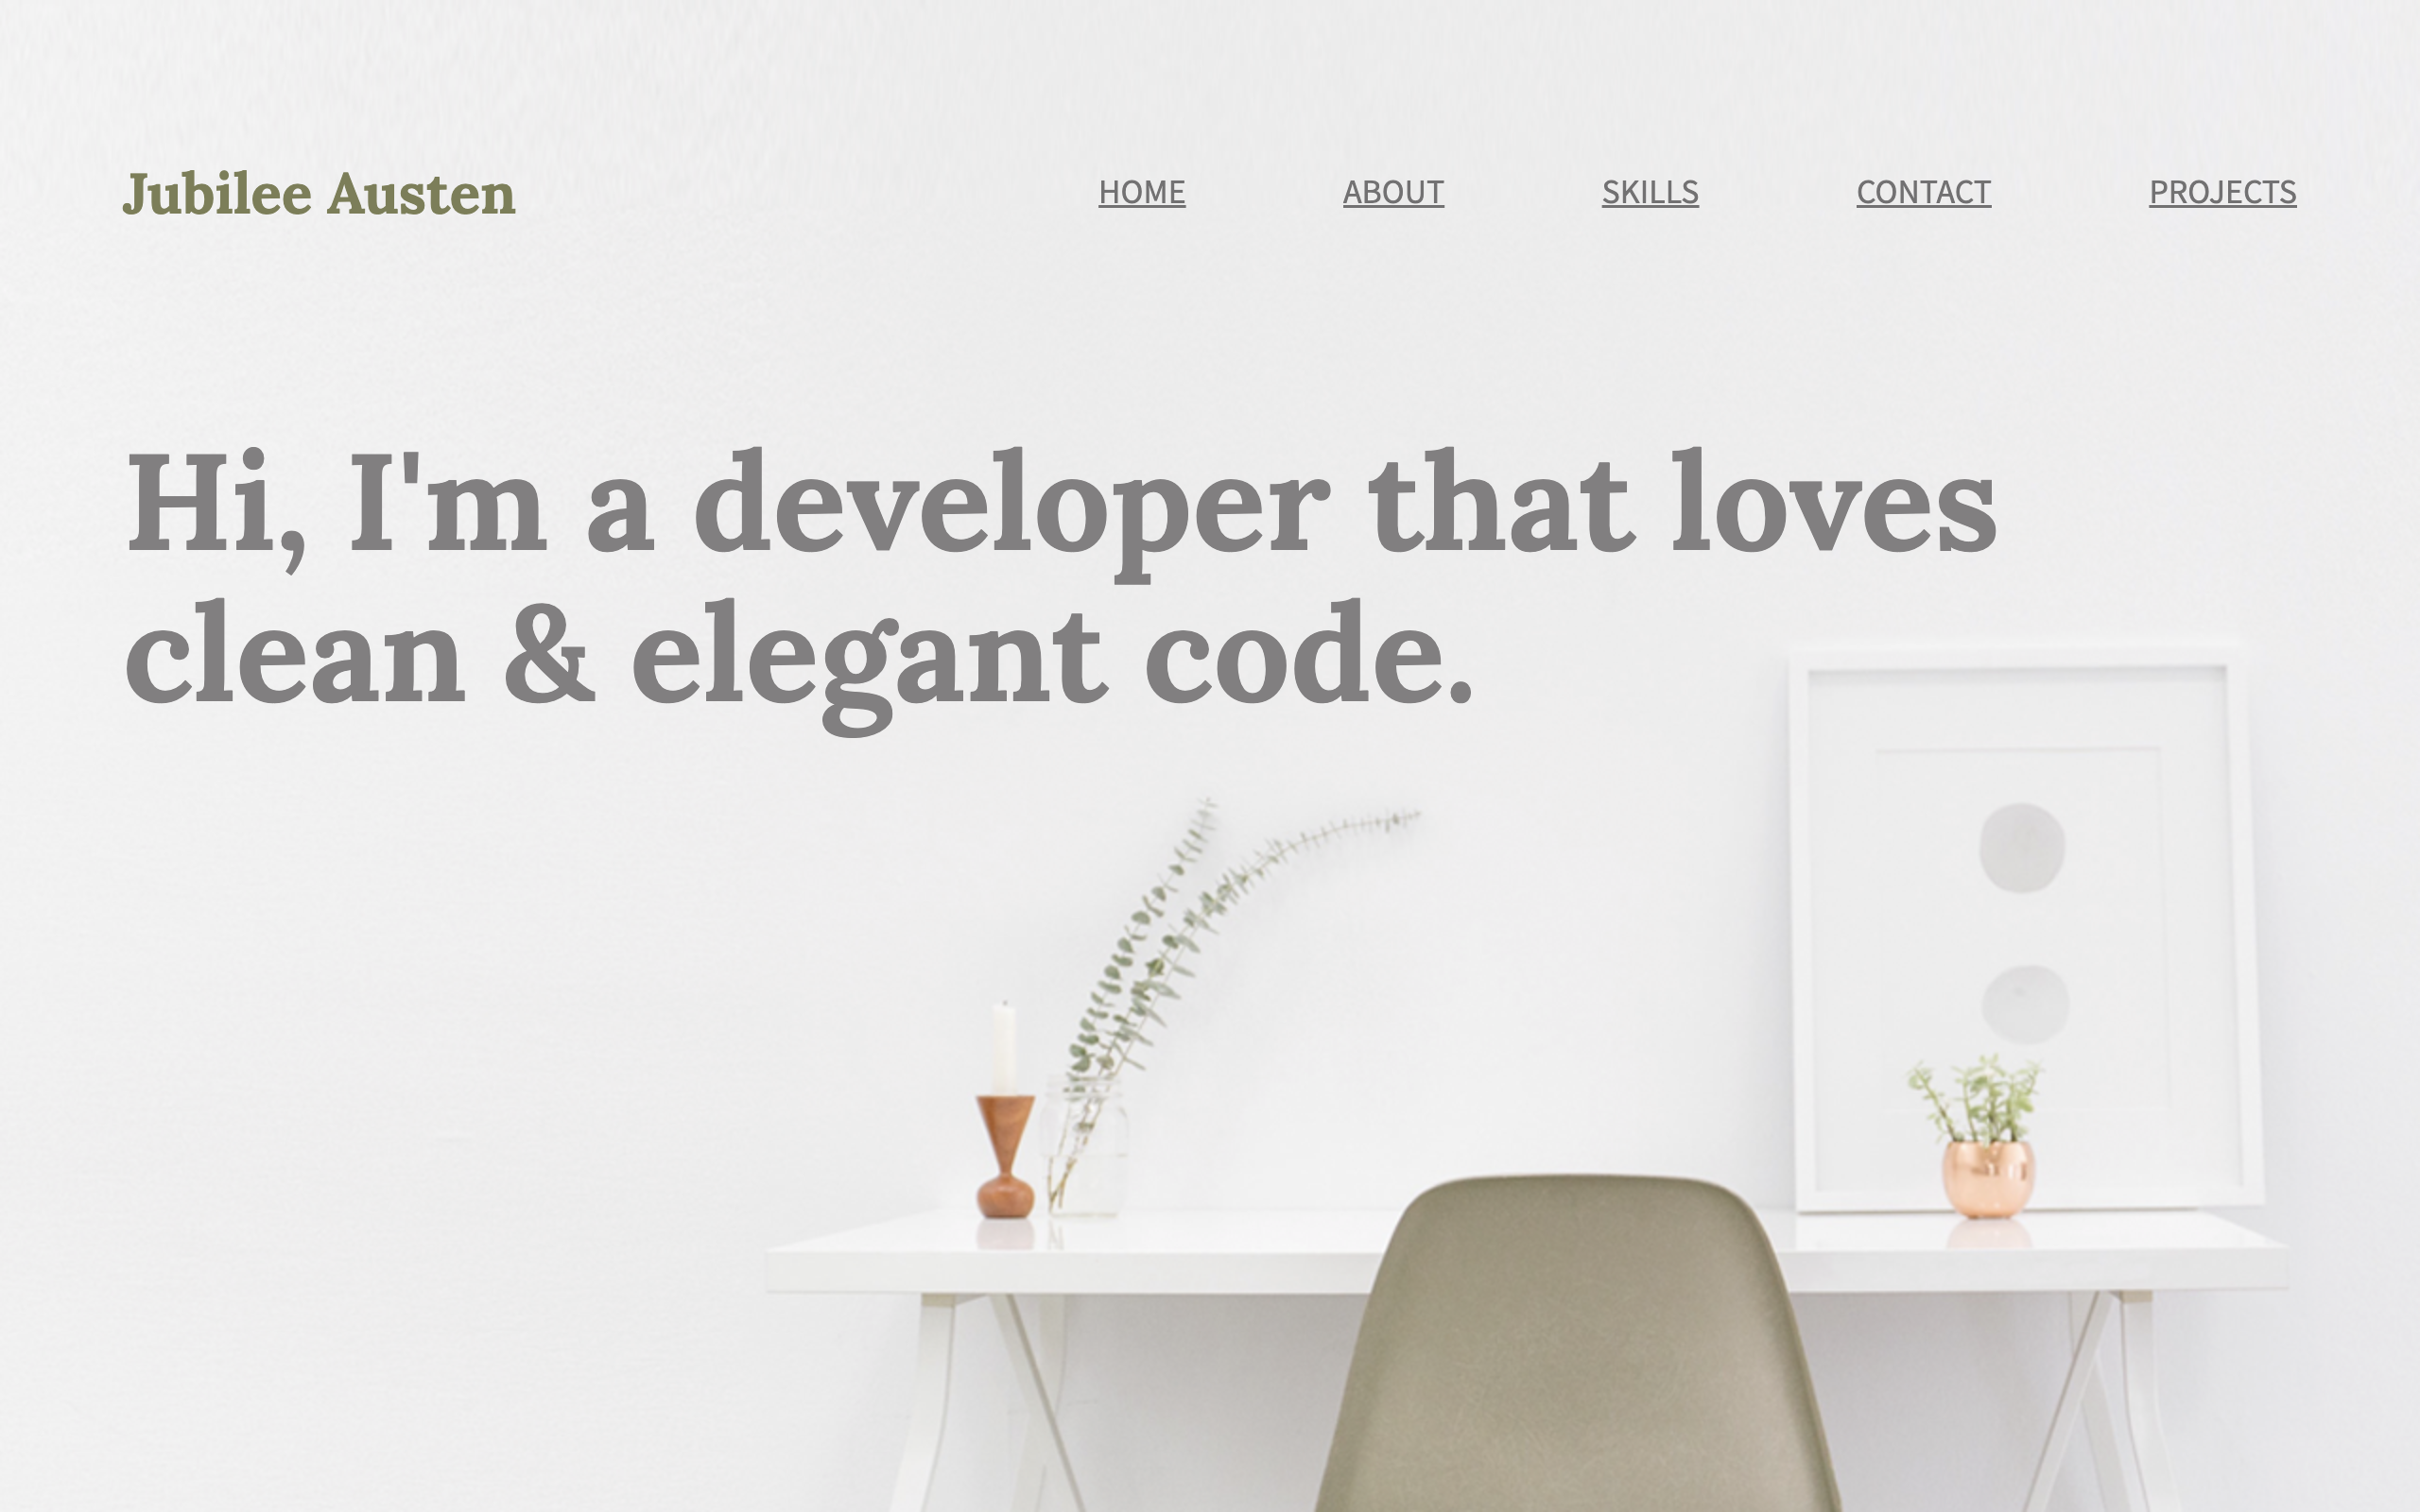 Jubilee Austen
HOME ABOUT SKILLS CONTACT PROJECTS
Hi, I'm a developer that loves
clean & elegant code.